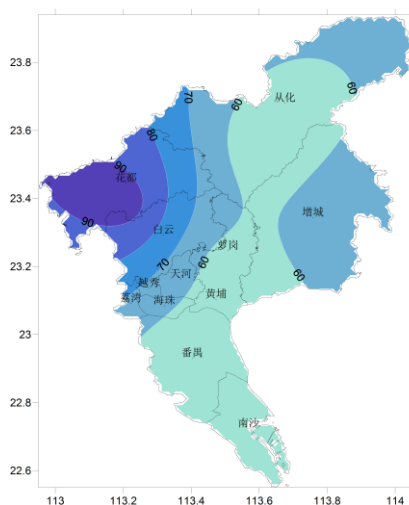 23.8
23.6
23.4
23.2
23
22.8
22.6
113
113.2
113.4
113.6
113.8
114
70
60
60
80
90
90
70
60
60
从化
花都
增城
白云
萝岗
天河
越秀
荔湾
海珠
黄埔
番禺
南沙